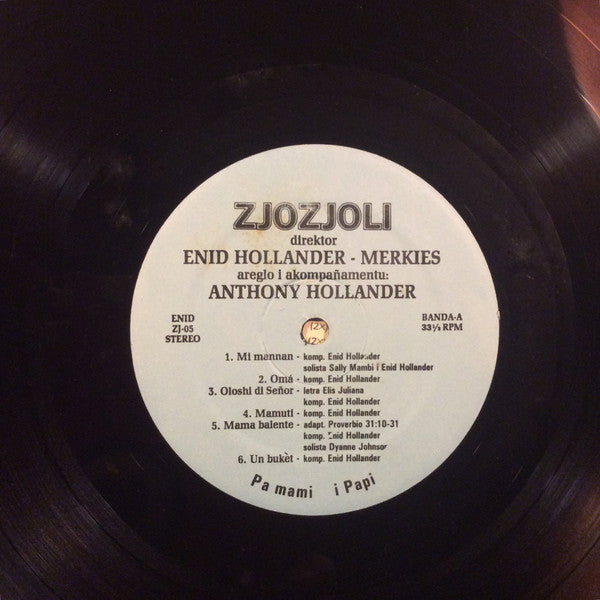 ZJOZJOLI
direktor
ENID HOLLANDER - MERKIES
areglo i akompañamentu:
ANTHONY HOLLANDER
ENID
ZJ-05
STEREO
BANDA-A
33⅓ RPM
1. Mi mannan - komp. Enid Hollander
solista Sally Mambi i Enid Hollander
2. Omá - komp. Enid Hollander
3. Oloshi di Señor - letra Elis Juliana
komp. Enid Hollander
4. Mamuti - komp. Enid Hollander
5. Mama balente - adapt. Proverbio 31:10-31
komp. Enid Hollander
solista Dyanne Johnson
6. Un bukèt - komp. Enid Hollander
Pa mami i Papi